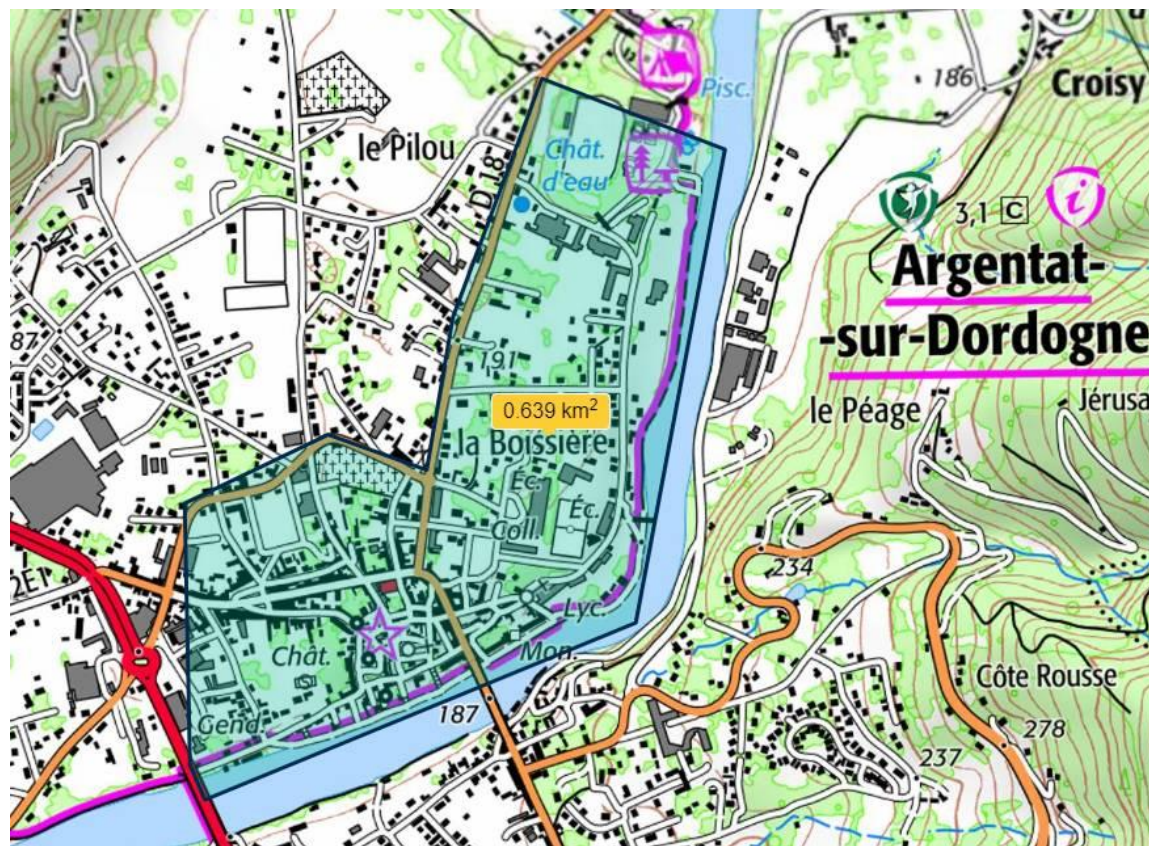 Pisc.
186
Croisy
le Pilou
Chât.
d'eau
D 18
3,1 C
i
Argentat-
-sur-Dordogne
87
191
0.639 km²
le Péage
Jérusa
la Boissière
Éc.
Éc.
Coll.
2E1
234
Lyc.
Chât.
Mon.
Côte Rousse
187
Gend.
278
237